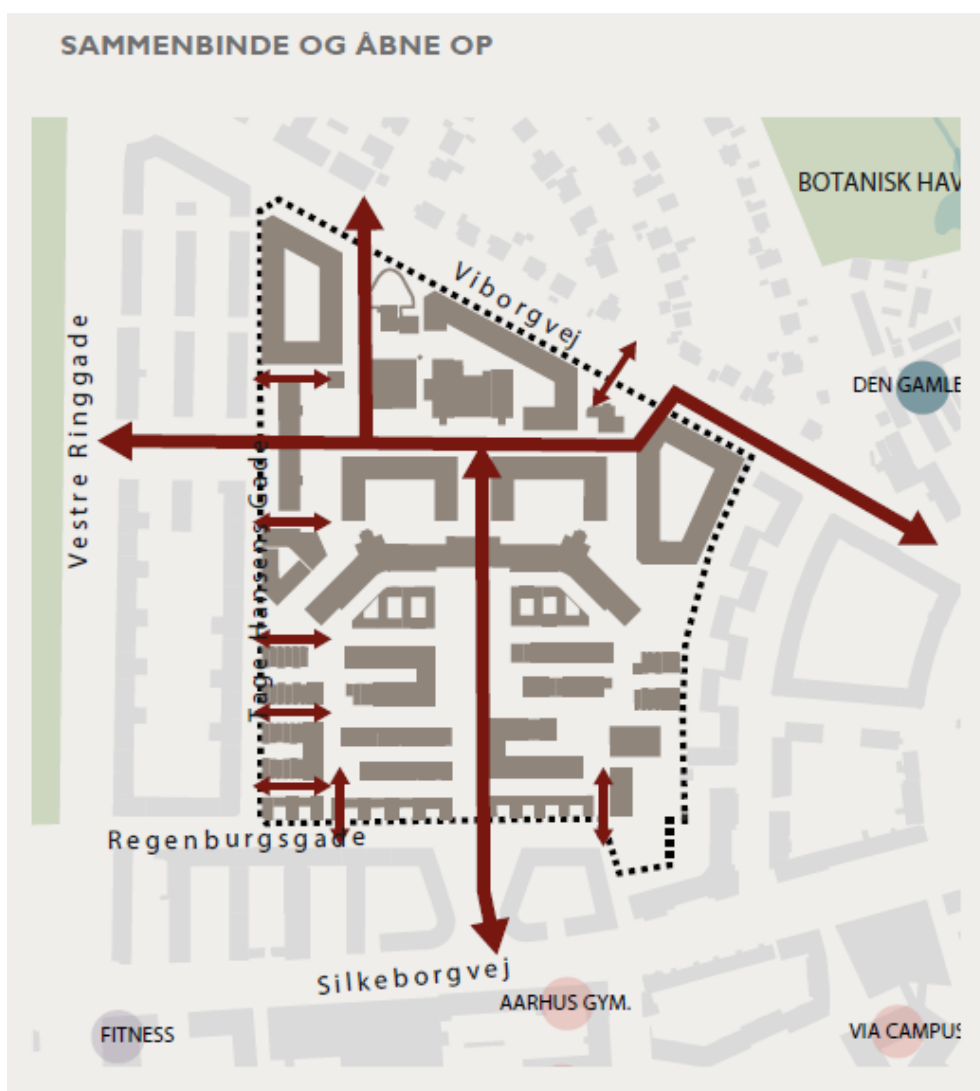 SAMMENBINDE OG ÅBNE OP
BOTANISK HAV
Viborgvej
Vestre Ringgade
DEN GAMLE
Tage-Hansens Gade
Regenburgsgade
Silkeborgvej
AARHUS GYM.
FITNESS
VIA CAMPUS